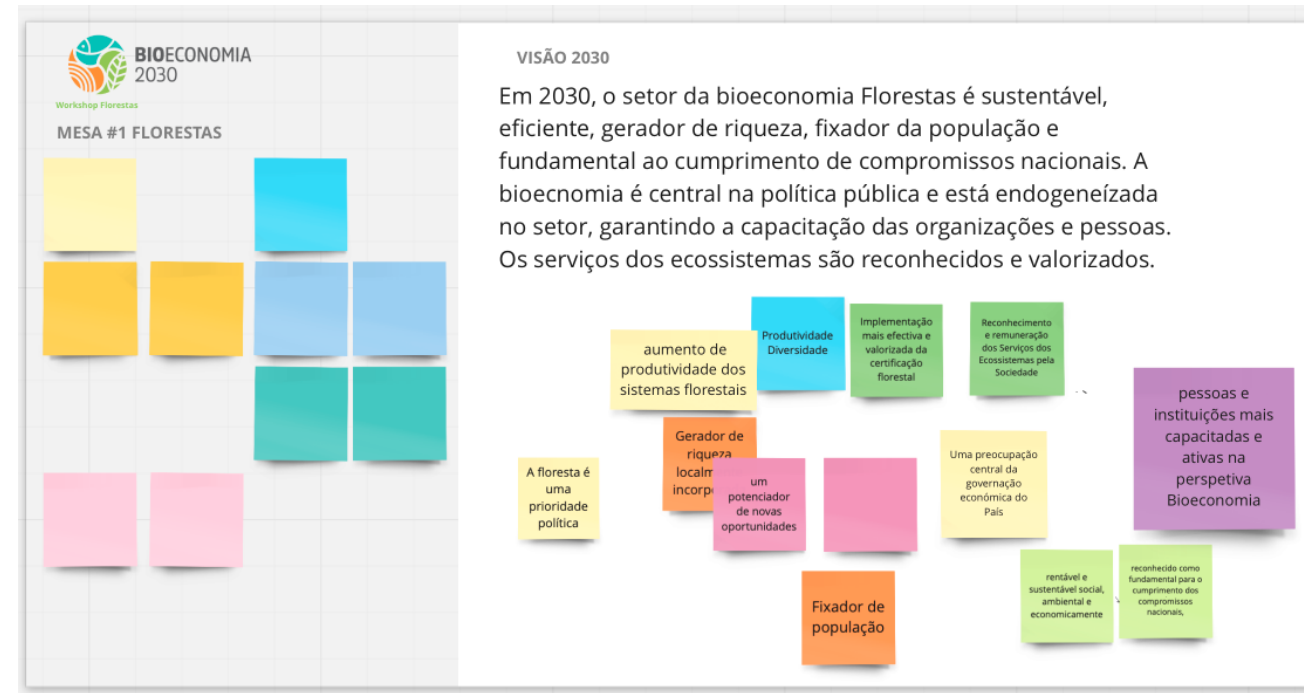 BIOECONOMIA
2030
Workshop Florestas
MESA #1 FLORESTAS
VISÃO 2030
Em 2030, o setor da bioeconomia Florestas é sustentável,
eficiente, gerador de riqueza, fixador da população e
fundamental ao cumprimento de compromissos nacionais. A
bioecnomia é central na política pública e está endogeneízada
no setor, garantindo a capacitação das organizações e pessoas.
Os serviços dos ecossistemas são reconhecidos e valorizados.
aumento de
produtividade dos
sistemas florestais
Produtividade
Diversidade
Implementação
mais efectiva e
valorizada da
certificação
florestal
Reconhecimento
e remuneração
dos Serviços dos
Ecossistemas pela
Sociedade
pessoas e
instituições mais
capacitadas e
ativas na
perspetiva
Bioeconomia
A floresta é
uma
prioridade
política
Gerador de
riqueza
um
potenciador
de novas
oportunidades
Uma preocupação
central da
governação
económica do
País
Fixador de
população
rentável e
sustentável social,
ambiental e
economicamente
reconhecido como
fundamental para o
cumprimento dos
compromissos
nacionais,